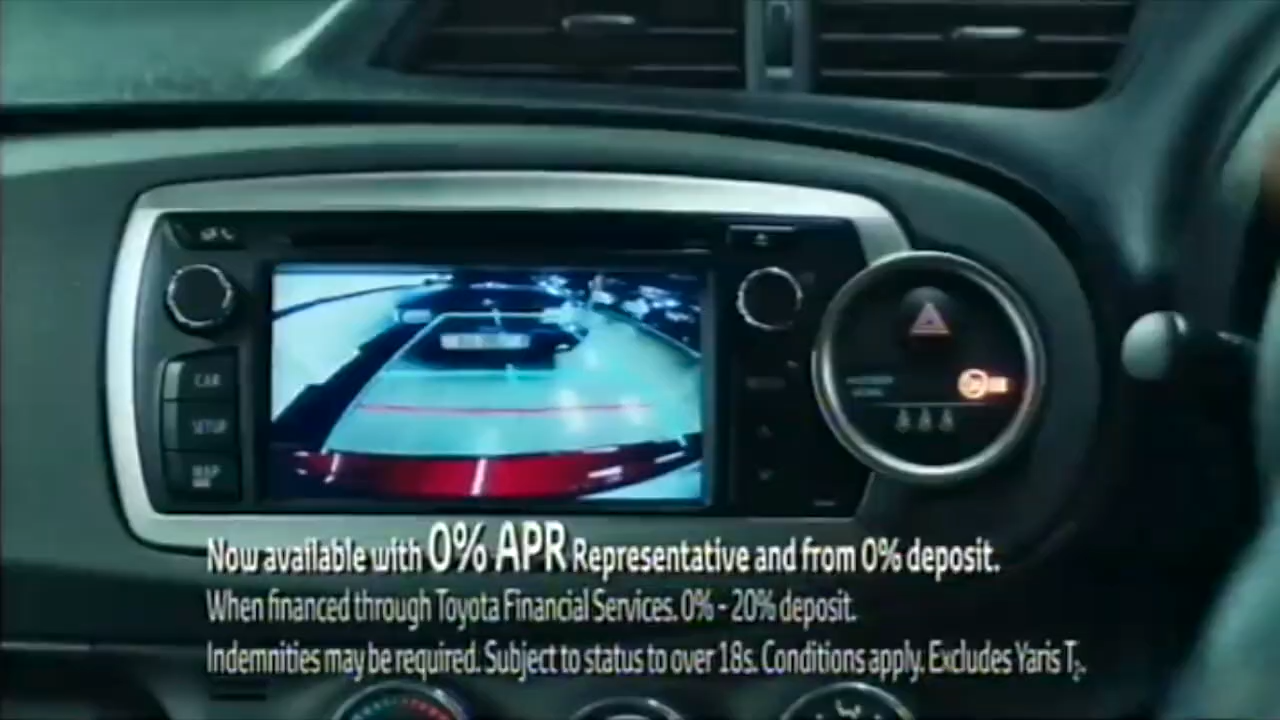 CAR
SETUP
MAP
Now available with 0% APR Representative and from 0% deposit.
When financed through Toyota Financial Services. 0% - 20% deposit.
Indemnities may be required. Subject to status to over 18s. Conditions apply. Excludes Yaris T2.